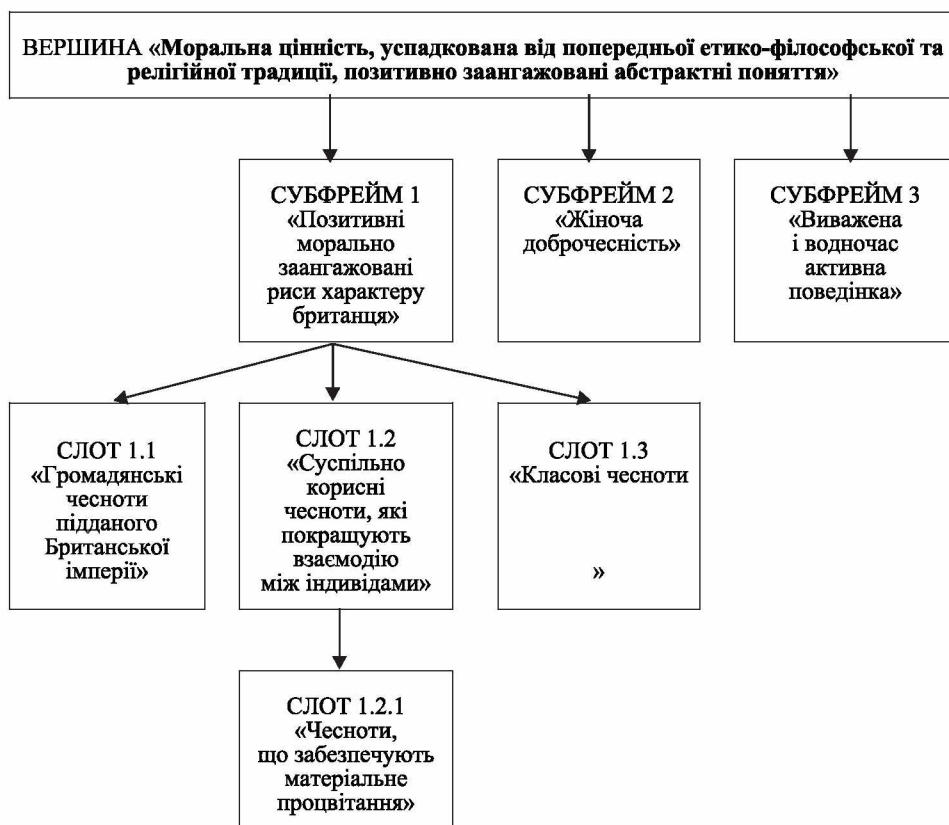 ВЕРШИНА «Моральна цінність, успадкована від попередньої етико-філософської та
релігійної традиції, позитивно заангажовані абстрактні поняття»
СУБФРЕЙМ 1
«Позитивні
морально
заангажовані
риси характеру
британця»
СУБФРЕЙМ 2
«Жіноча
доброчесність»
СУБФРЕЙМ 3
«Виважена
і водночас
активна
поведінка»
СЛОТ 1.1
«Громадянські
чесноти
підданого
Британської
імперії»
СЛОТ 1.2
«Суспільно
корисні
чесноти, які
покращують
взаємодію
між індивідами»
СЛОТ 1.3
«Класові чесноти
»
СЛОТ 1.2.1
«Чесноти,
що забезпечують
матеріальне
процвітання»